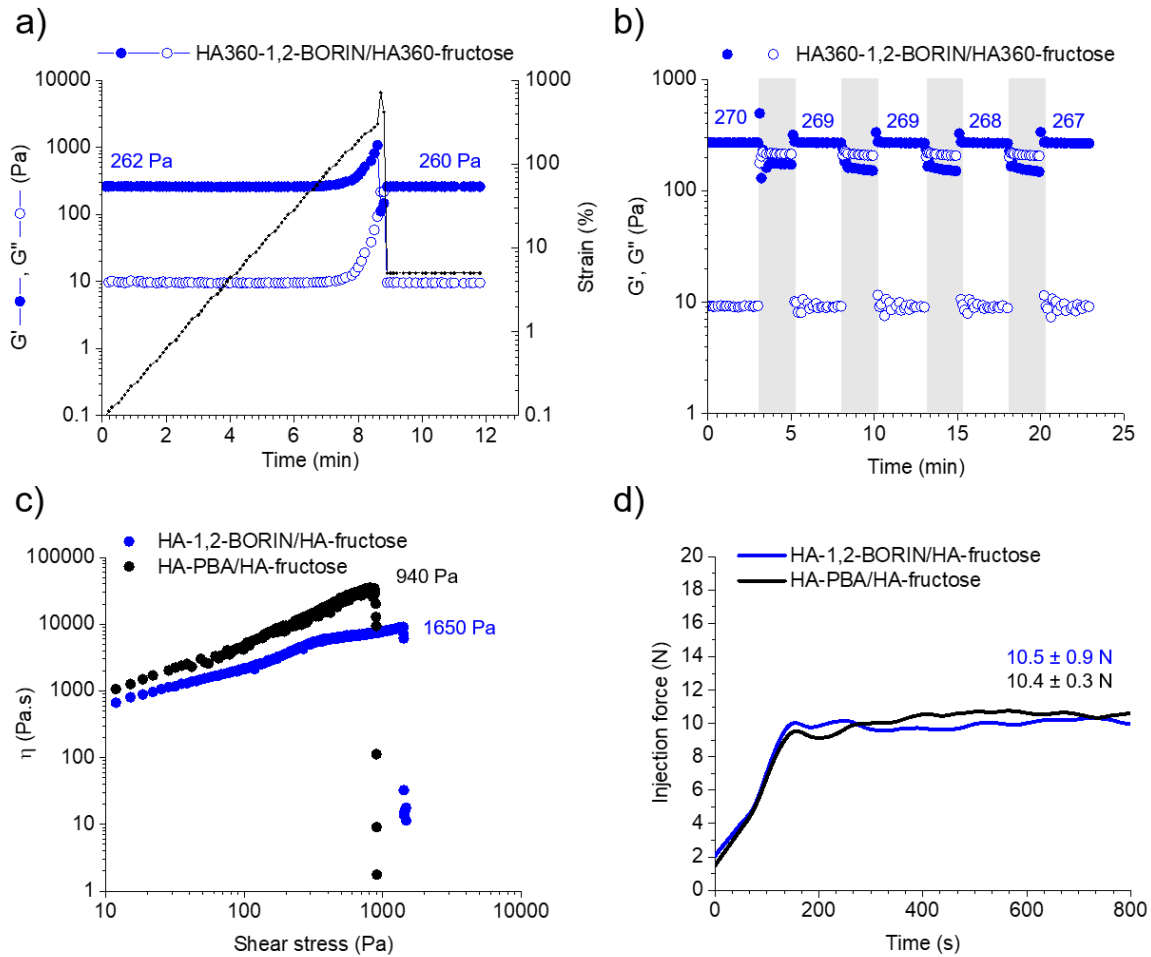 a)
HA360-1,2-BORIN/HA360-fructose
10000
1000
100
10
1
0.1
G' , G'' (Pa)
262 Pa
260 Pa
1000
100
10
1
0.1
Strain (%)
0 2 4 6 8 10 12
Time (min)
b)
HA360-1,2-BORIN/HA360-fructose
1000
100
10
1
G', G'' (Pa)
270 269 269 268 267
0 5 10 15 20 25
Time (min)
c)
HA-1,2-BORIN/HA-fructose
HA-PBA/HA-fructose
100000
10000
1000
100
10
1
η (Pa.s)
940 Pa
1650 Pa
10 100 1000 10000
Shear stress (Pa)
d)
HA-1,2-BORIN/HA-fructose
HA-PBA/HA-fructose
20
18
16
14
12
10
8
6
4
2
0
Injection force (N)
10.5 ± 0.9 N
10.4 ± 0.3 N
0 200 400 600 800
Time (s)